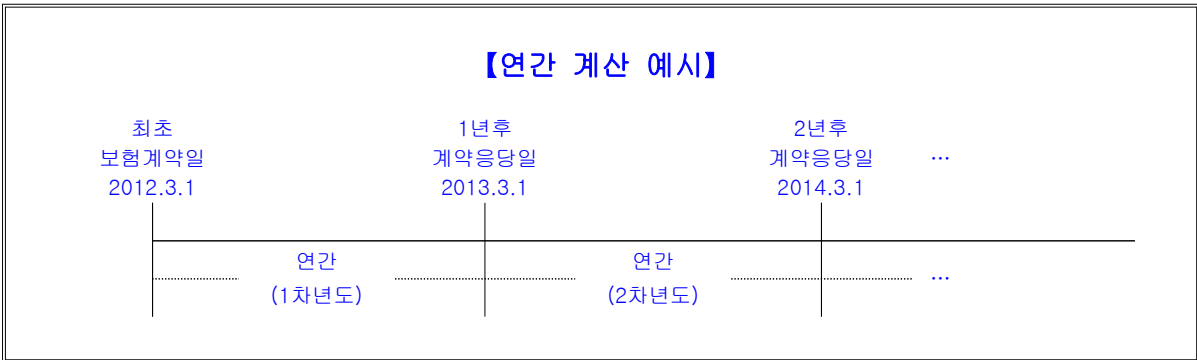 【연간 계산 예시】
최초 1년후 2년후
보험계약일 계약응당일 계약응당일 …
2012.3.1 2013.3.1 2014.3.1
연간 연간
(1차년도) (2차년도) …